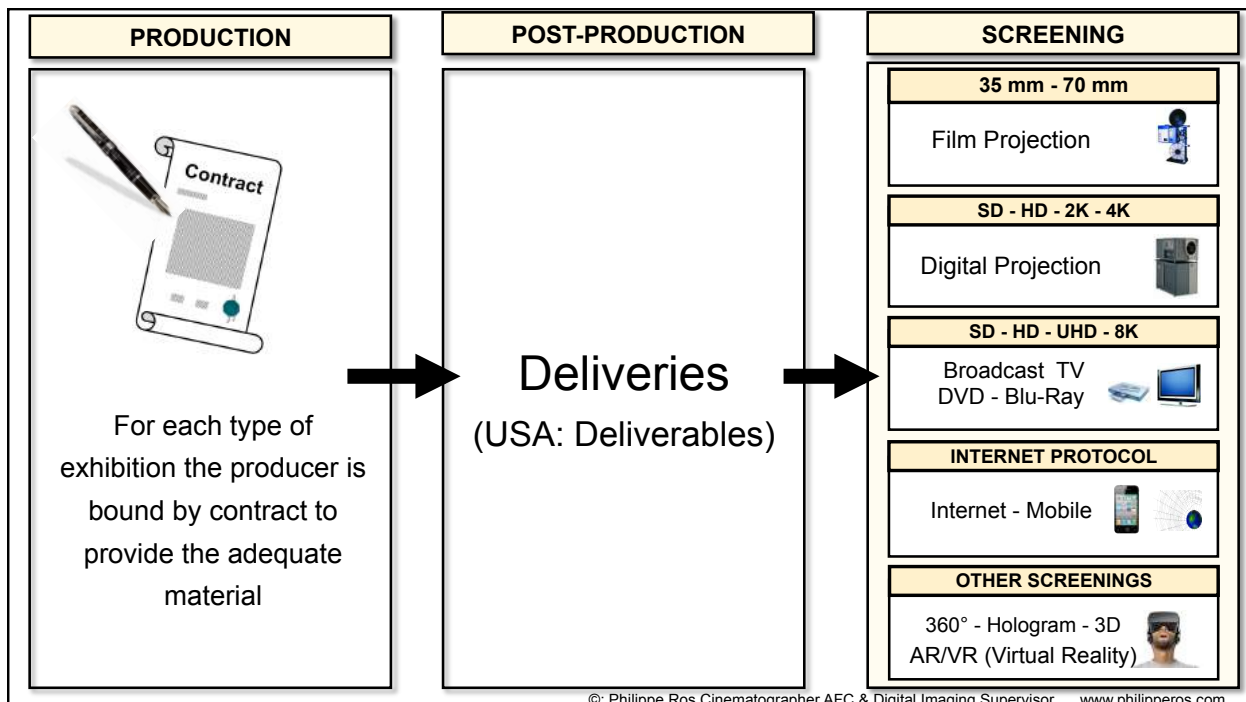 PRODUCTION
Contract
For each type of
exhibition the producer is
bound by contract to
provide the adequate
material
POST-PRODUCTION
Deliveries
(USA: Deliverables)
SCREENING
35 mm - 70 mm
Film Projection
SD - HD - 2K - 4K
Digital Projection
SD - HD - UHD - 8K
Broadcast TV
DVD - Blu-Ray
INTERNET PROTOCOL
Internet - Mobile
OTHER SCREENINGS
360° - Hologram - 3D
AR/VR (Virtual Reality)
©: Philippe Ros Cinematographer AFC & Digital Imaging Supervisor www.philipperos.com